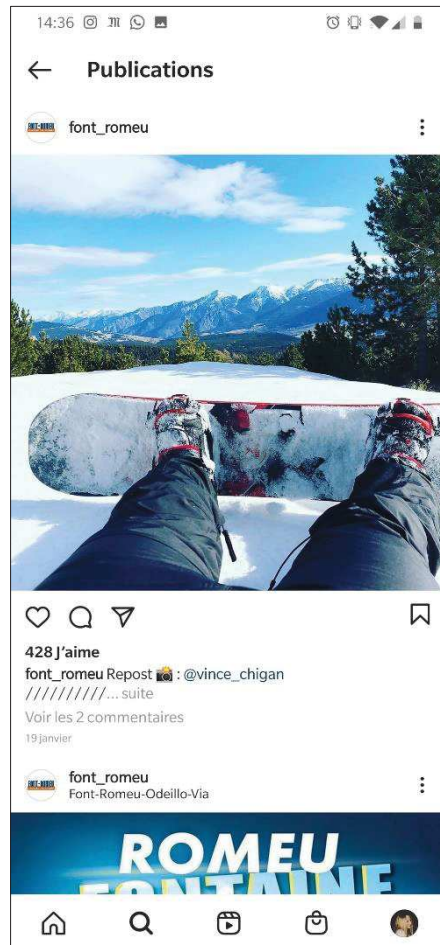 14:36
Publications
font_romeu
428 J'aime
font_romeu Repost 📸 : @vince_chigan
//////////... suite
Voir les 2 commentaires
19 janvier
font_romeu
Font-Romeu-Odeillo-Via
ROMEU
FONTAINE